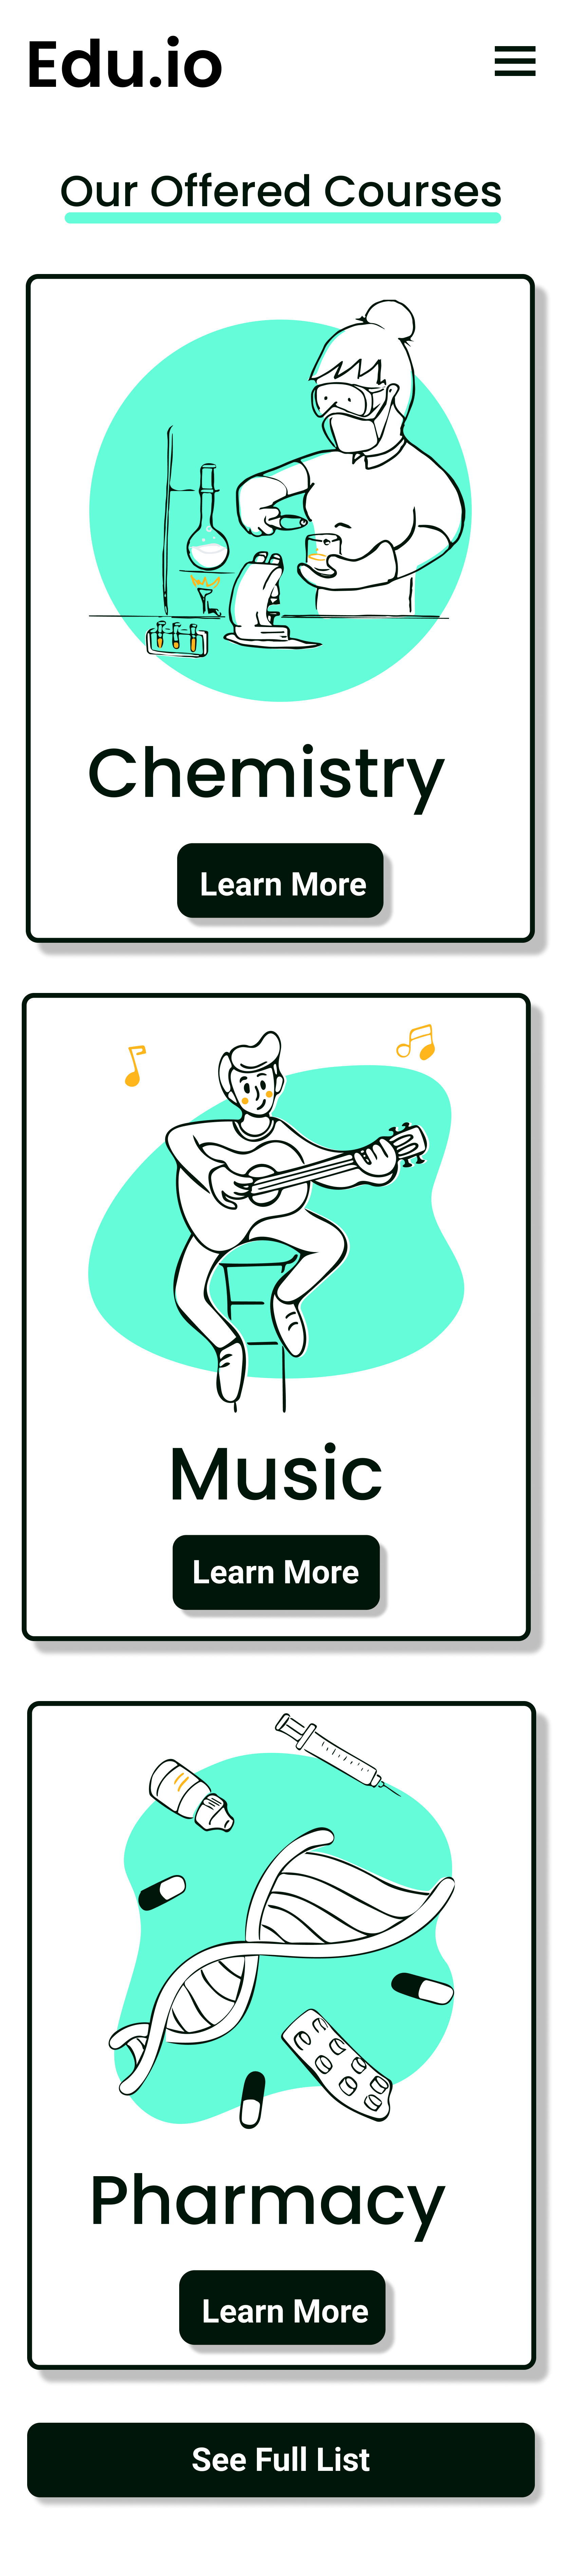 Edu.io
Our Offered Courses
Chemistry
Learn More
Music
Learn More
Pharmacy
Learn More
See Full List